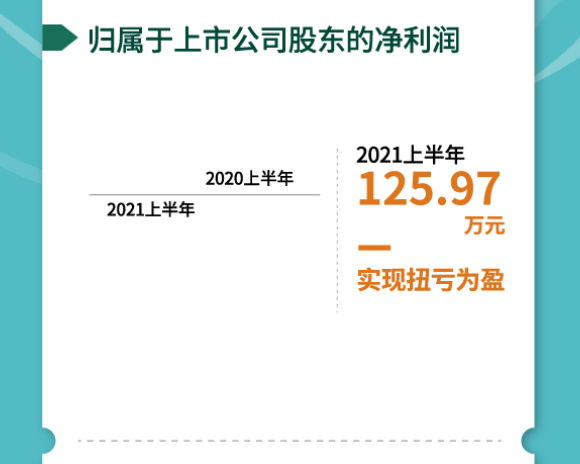 归属于上市公司股东的净利润
2020上半年
2021上半年
2021上半年
125.97
万元
实现扭亏为盈